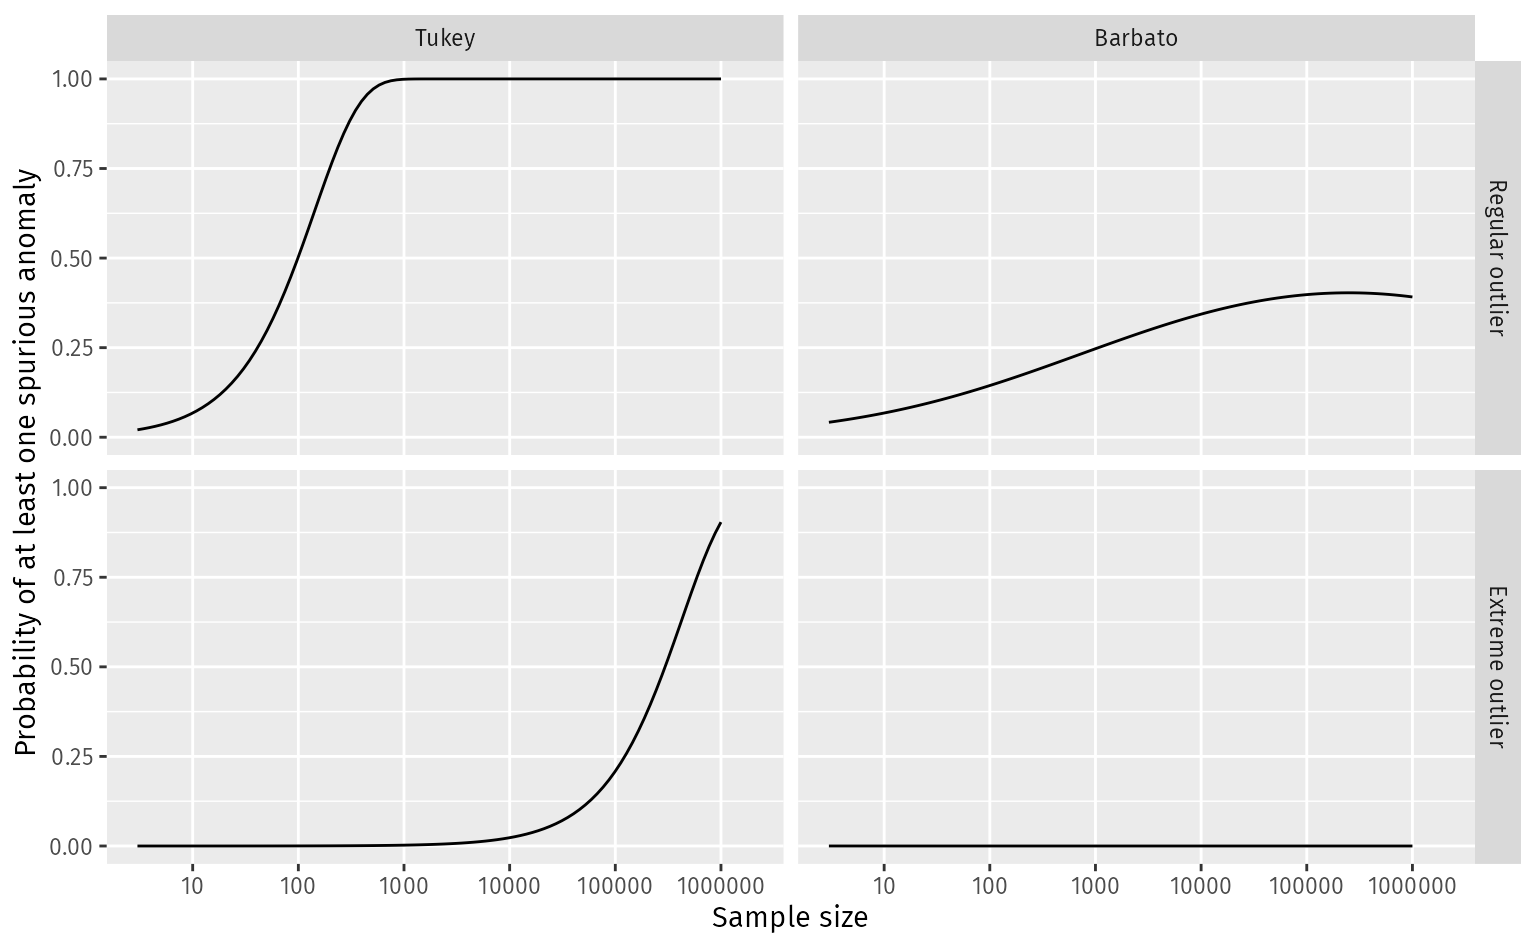 Tukey
Barbato
Probability of at least one spurious anomaly
1.00
0.75
0.50
0.25
0.00
Regular outlier
1.00
0.75
0.50
0.25
0.00
Extreme outlier
10 100 1000 10000 100000 1000000
10 100 1000 10000 100000 1000000
Sample size